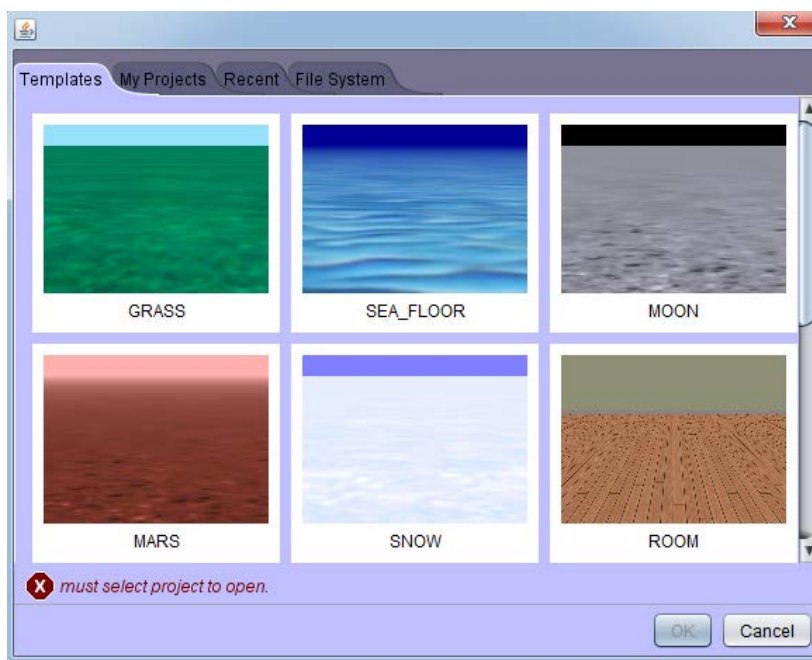 Templates My Projects Recent File System
GRASS SEA_FLOOR MOON
MARS SNOW ROOM
must select project to open.
OK Cancel